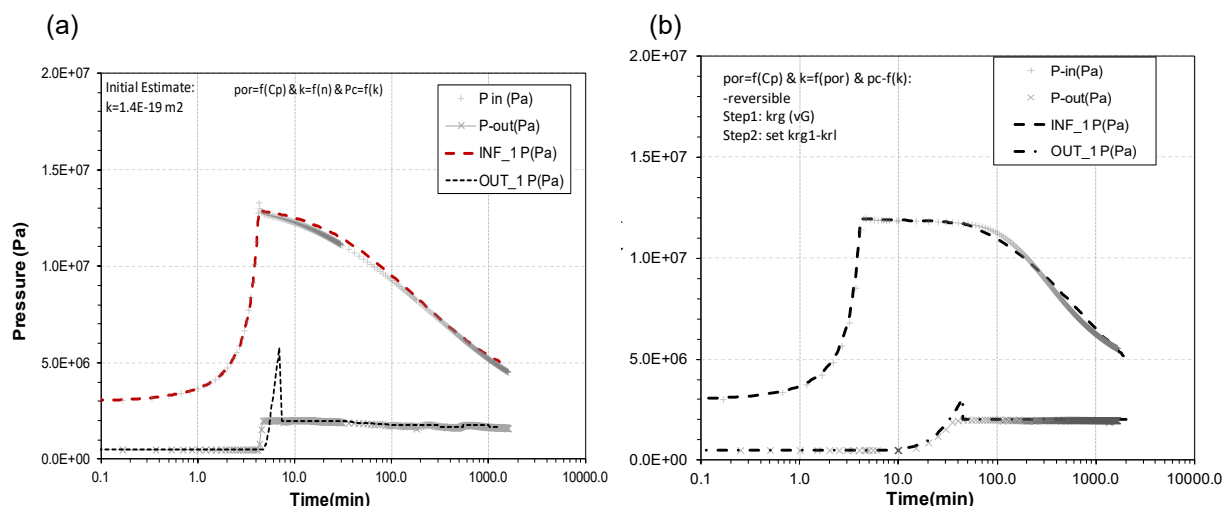 (a)
2.0E+07
1.5E+07
1.0E+07
5.0E+06
0.0E+00
Pressure (Pa)
Initial Estimate:
k=1.4E-19 m2
por=f(Cp) & k=f(n) & Pc=f(k)
P in (Pa)
P-out(Pa)
INF_1 P(Pa)
OUT_1 P(Pa)
0.1 1.0 10.0 100.0 1000.0 10000.0
Time(min)
(b)
2.0E+07
1.5E+07
1.0E+07
5.0E+06
0.0E+00
por=f(Cp) & k=f(por) & pc-f(k):
-reversible
Step1: krg (vG)
Step2: set krg1-krl
P-in(Pa)
P-out(Pa)
INF_1 P(Pa)
OUT_1 P(Pa)
0.1 1.0 10.0 100.0 1000.0 10000.0
Time(min)